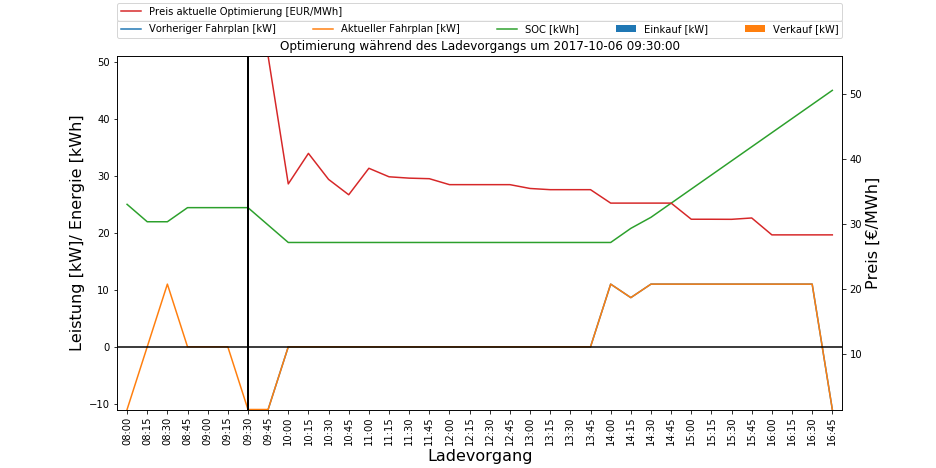 Preis aktuelle Optimierung [EUR/MWh]
Vorheriger Fahrplan [kW] Aktueller Fahrplan [kW] SOC [kWh] Einkauf [kW] Verkauf [kW]
Optimierung während des Ladevorgangs um 2017-10-06 09:30:00
Leistung [kW]/ Energie [kWh]
50
40
30
20
10
0
−10
Preis [€/MWh]
50
40
30
20
10
08:00 08:15 08:30 08:45 09:00 09:15 09:30 09:45 10:00 10:15 10:30 10:45 11:00 11:15 11:30 11:45 12:00 12:15 12:30 12:45 13:00 13:15 13:30 13:45 14:00 14:15 14:30 14:45 15:00 15:15 15:30 15:45 16:00 16:15 16:30 16:45
Ladevorgang